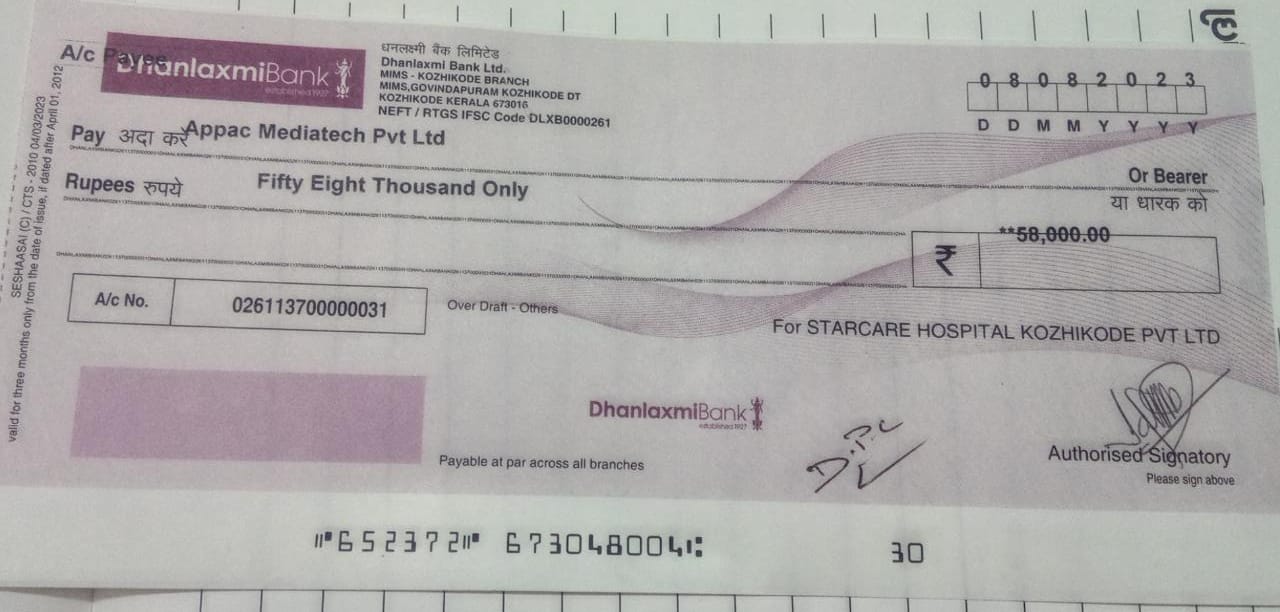 A/c Payee
DhanlaxmiBank
established 1927
धनलक्ष्मी बैंक लिमिटेड
Dhanlaxmi Bank Ltd.
MIMS - KOZHIKODE BRANCH
MIMS,GOVINDAPURAM KOZHIKODE DT
KOZHIKODE KERALA 673016
NEFT / RTGS IFSC Code DLXB0000261
0 8 0 8 2 0 2 3
D D M M Y Y Y Y
Pay अदा करें Appac Mediatech Pvt Ltd
Or Bearer
या धारक को
Rupees रुपये Fifty Eight Thousand Only
₹ **58,000.00
A/c No. 026113700000031
Over Draft - Others
For STARCARE HOSPITAL KOZHIKODE PVT LTD
DhanlaxmiBank
established 1927
Payable at par across all branches
Authorised Signatory
Please sign above
⑈652372⑈ 673048004⑆ 30
SESHAASAI (C) / CTS - 2010 04/03/2023
valid for three months only from the date of issue, if dated after April 01, 2012